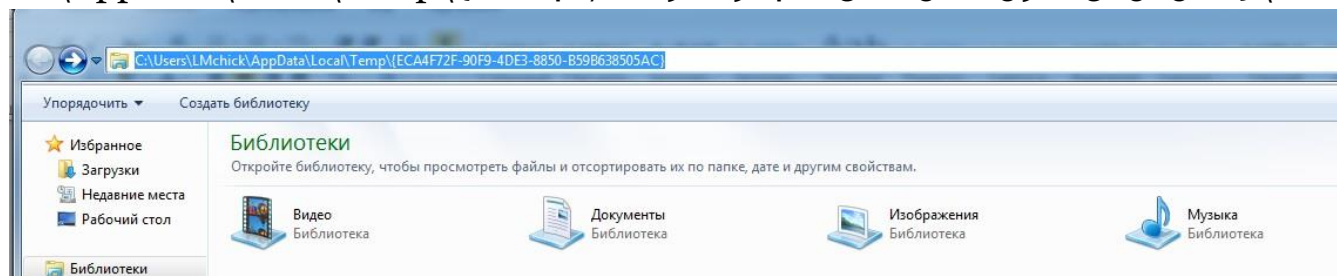 C:\Users\LMchick\AppData\Local\Temp\{ECA4F72F-90F9-4DE3-8850-B59B638505AC}
Упорядочить Создать библиотеку
Избранное
Загрузки
Недавние места
Рабочий стол
Библиотеки
Библиотеки
Откройте библиотеку, чтобы просмотреть файлы и отсортировать их по папке, дате и другим свойствам.
Видео
Библиотека
Документы
Библиотека
Изображения
Библиотека
Музыка
Библиотека